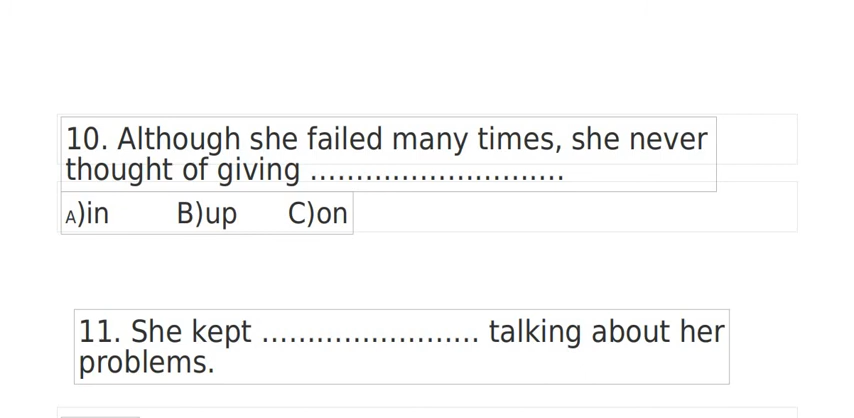 10. Although she failed many times, she never
thought of giving ............................
A)in B)up C)on
11. She kept ........................ talking about her
problems.